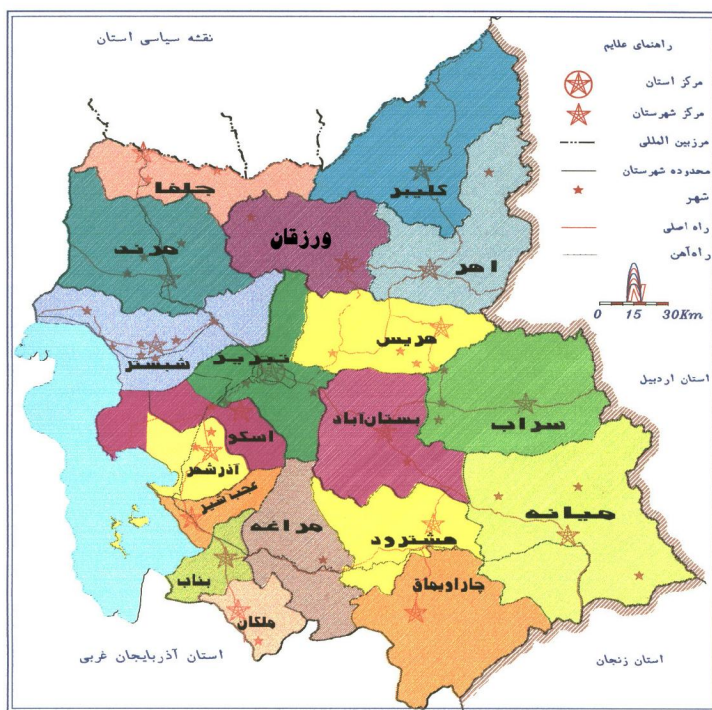 نقشه سیاسی استان
راهنمای علایم
مرکز استان
مرکز شهرستان
مرزبین المللی
محدوده شهرستان
شهر
راه اصلی
راه‌آهن
0 15 30Km
کلیبر
جلفا
ورزقان
مرند
اهر
هریس
شبستر
تبریز
استان اردبیل
بستان‌آباد
سراب
اسکو
آذرشهر
عجب شیر
مراغه
هشترود
میانه
بناب
چاراویماق
ملکان
استان آذربایجان غربی
استان زنجان